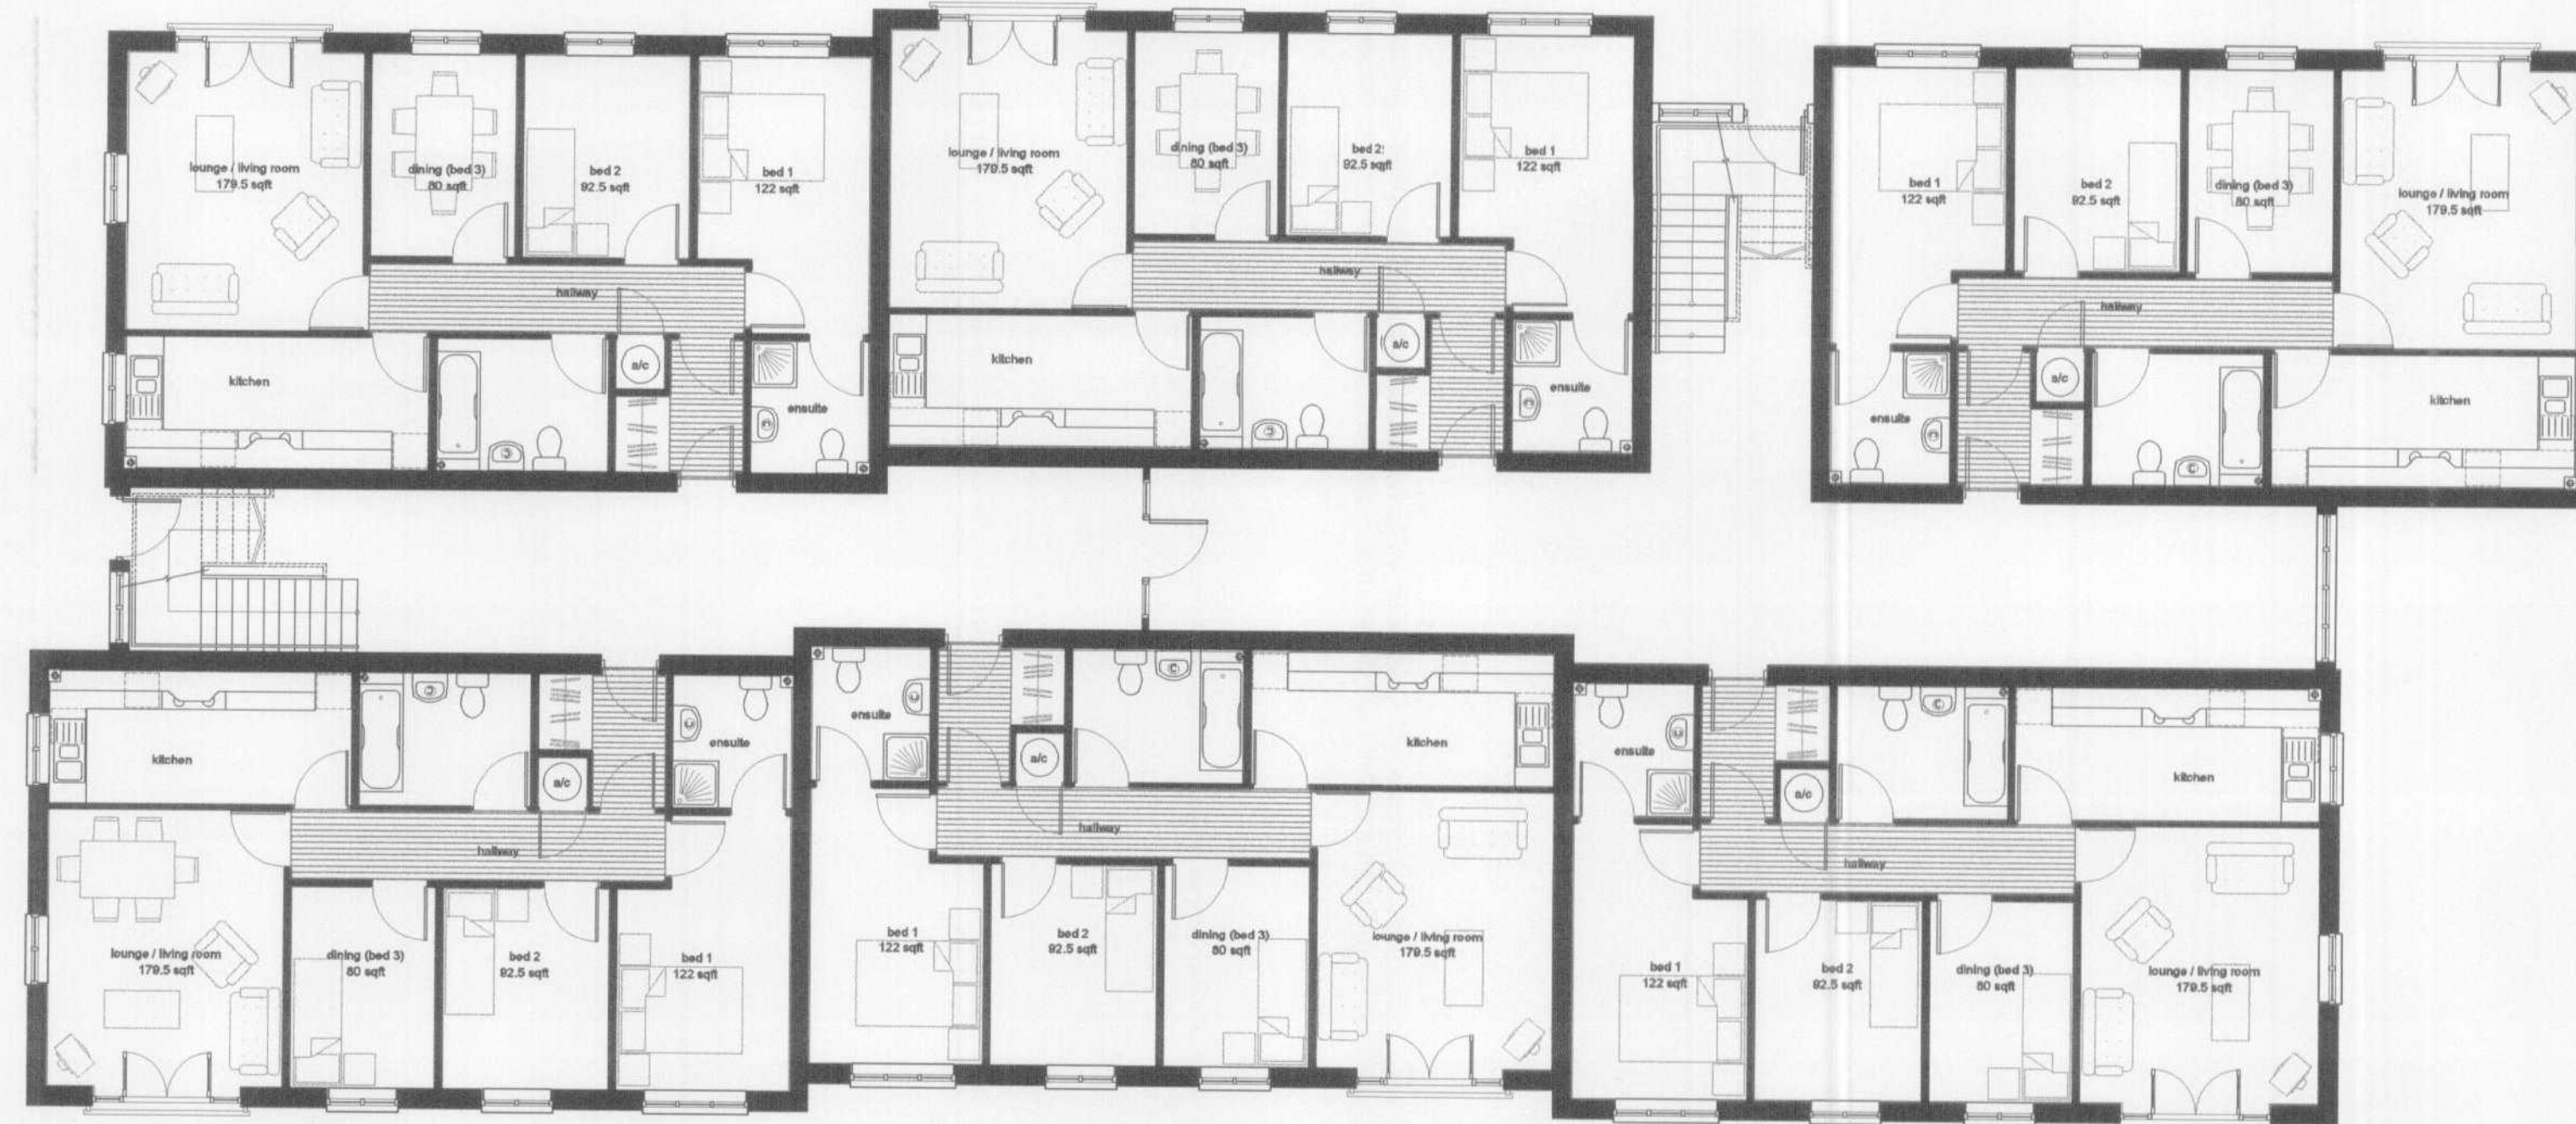 lounge / living room
179.5 sqft
dining (bed 3)
80 sqft
bed 2
92.5 sqft
bed 1
122 sqft
hallway
kitchen
a/c
ensuite
lounge / living room
179.5 sqft
dining (bed 3)
80 sqft
bed 2
92.5 sqft
bed 1
122 sqft
hallway
kitchen
a/c
ensuite
bed 1
122 sqft
bed 2
92.5 sqft
dining (bed 3)
80 sqft
lounge / living room
179.5 sqft
hallway
ensuite
a/c
kitchen
kitchen
a/c
ensuite
hallway
lounge / living room
179.5 sqft
dining (bed 3)
80 sqft
bed 2
92.5 sqft
bed 1
122 sqft
ensuite
a/c
kitchen
hallway
bed 1
122 sqft
bed 2
92.5 sqft
dining (bed 3)
80 sqft
lounge / living room
179.5 sqft
ensuite
a/c
kitchen
hallway
bed 1
122 sqft
bed 2
92.5 sqft
dining (bed 3)
80 sqft
lounge / living room
179.5 sqft